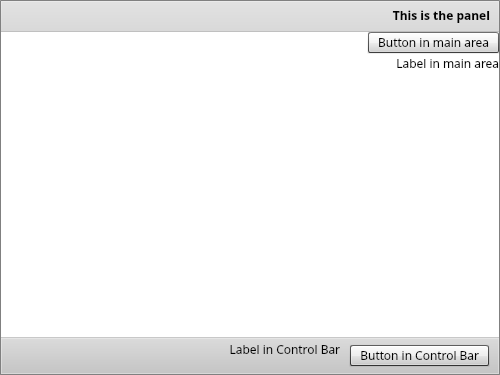 This is the panel
Button in main area
Label in main area
Label in Control Bar
Button in Control Bar